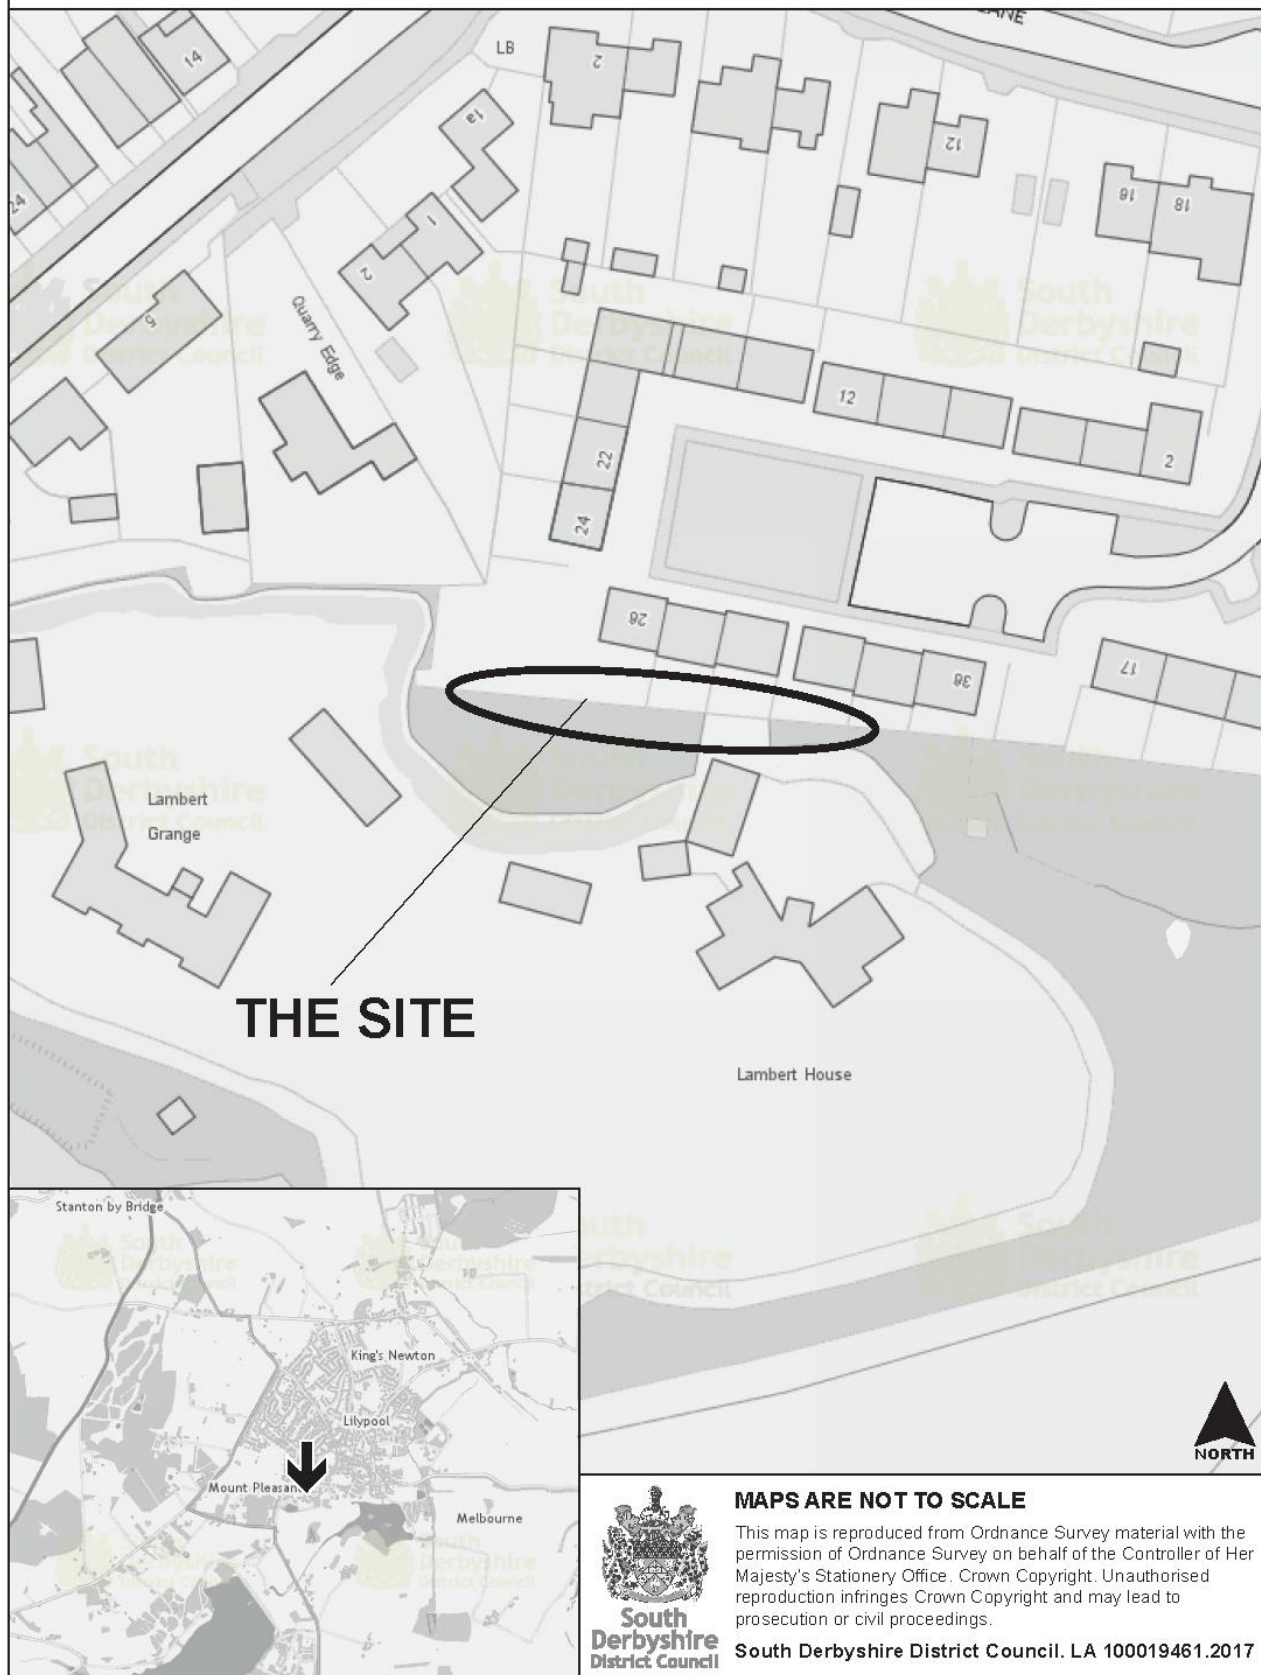 LANE
14
LB
2
1a
12
24
1
16
18
2
5
Quarry Edge
12
22
2
24
26
36
17
Lambert
Grange
THE SITE
Lambert House
Stanton by Bridge
King's Newton
Lilypool
Mount Pleasant
Melbourne
NORTH
MAPS ARE NOT TO SCALE
This map is reproduced from Ordnance Survey material with the
permission of Ordnance Survey on behalf of the Controller of Her
Majesty's Stationery Office. Crown Copyright. Unauthorised
reproduction infringes Crown Copyright and may lead to
prosecution or civil proceedings.
South Derbyshire District Council. LA 100019461.2017
South
Derbyshire
District Council